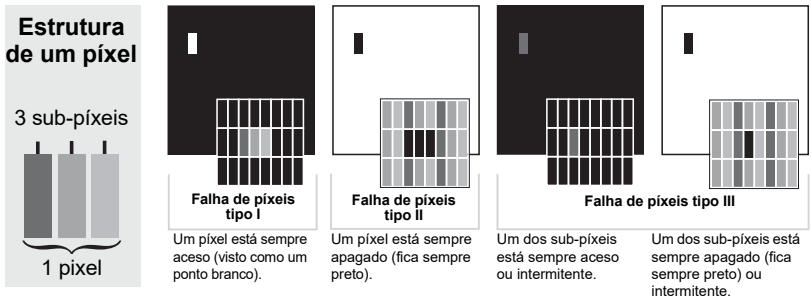 Estrutura
de um píxel
3 sub-píxeis
1 pixel
Falha de píxeis
tipo I
Um píxel está sempre
aceso (visto como um
ponto branco).
Falha de píxeis
tipo II
Um píxel está sempre
apagado (fica sempre
preto).
Falha de píxeis tipo III
Um dos sub-píxeis
está sempre aceso
ou intermitente.
Um dos sub-píxeis está
sempre apagado (fica
sempre preto) ou
intermitente.